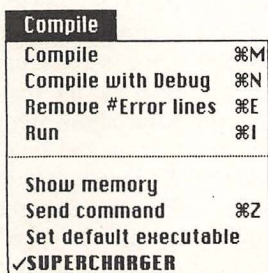 Compile
Compile ⌘M
Compile with Debug ⌘N
Remove #Error lines ⌘E
Run ⌘I
Show memory
Send command ⌘Z
Set default executable
✓SUPERCHARGER